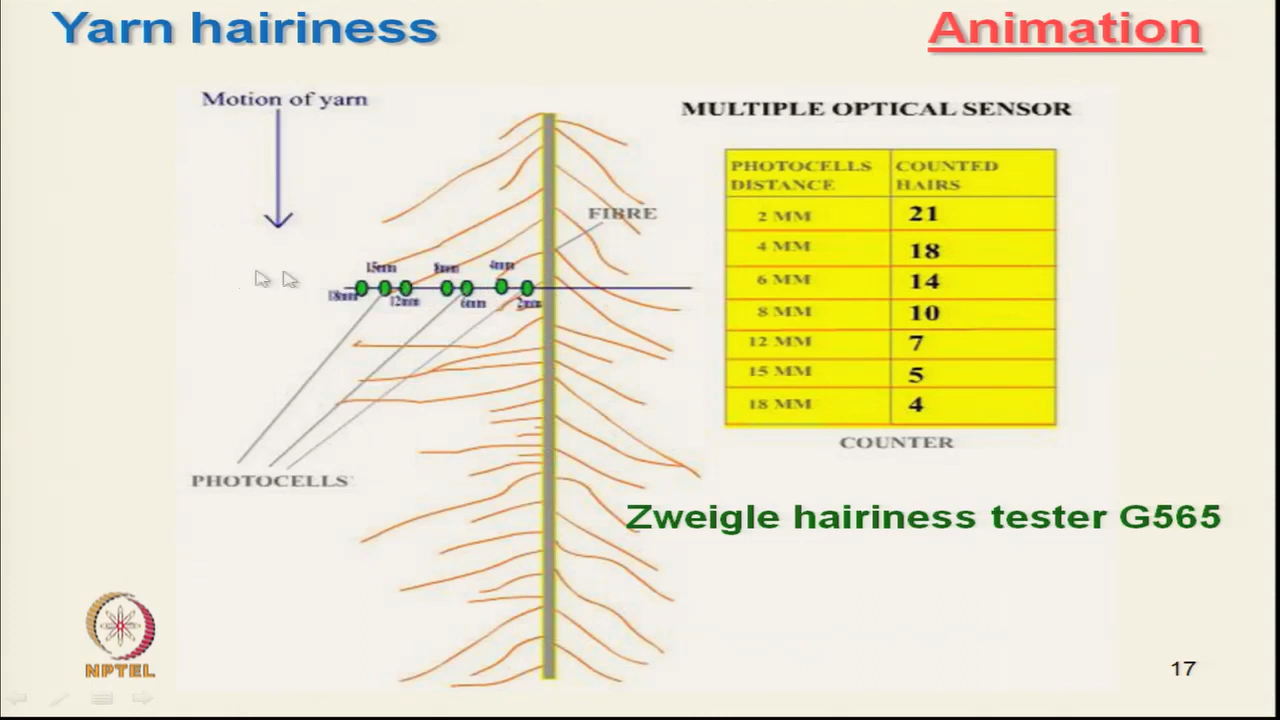 Yarn hairiness
Animation
Motion of yarn
MULTIPLE OPTICAL SENSOR
PHOTOCELLS DISTANCE
COUNTED HAIRS
2 MM 21
4 MM 18
6 MM 14
8 MM 10
12 MM 7
15 MM 5
18 MM 4
COUNTER
FIBRE
15mm
8mm
4mm
18mm
12mm
6mm
2mm
PHOTOCELLS
Zweigle hairiness tester G565
NPTEL
17